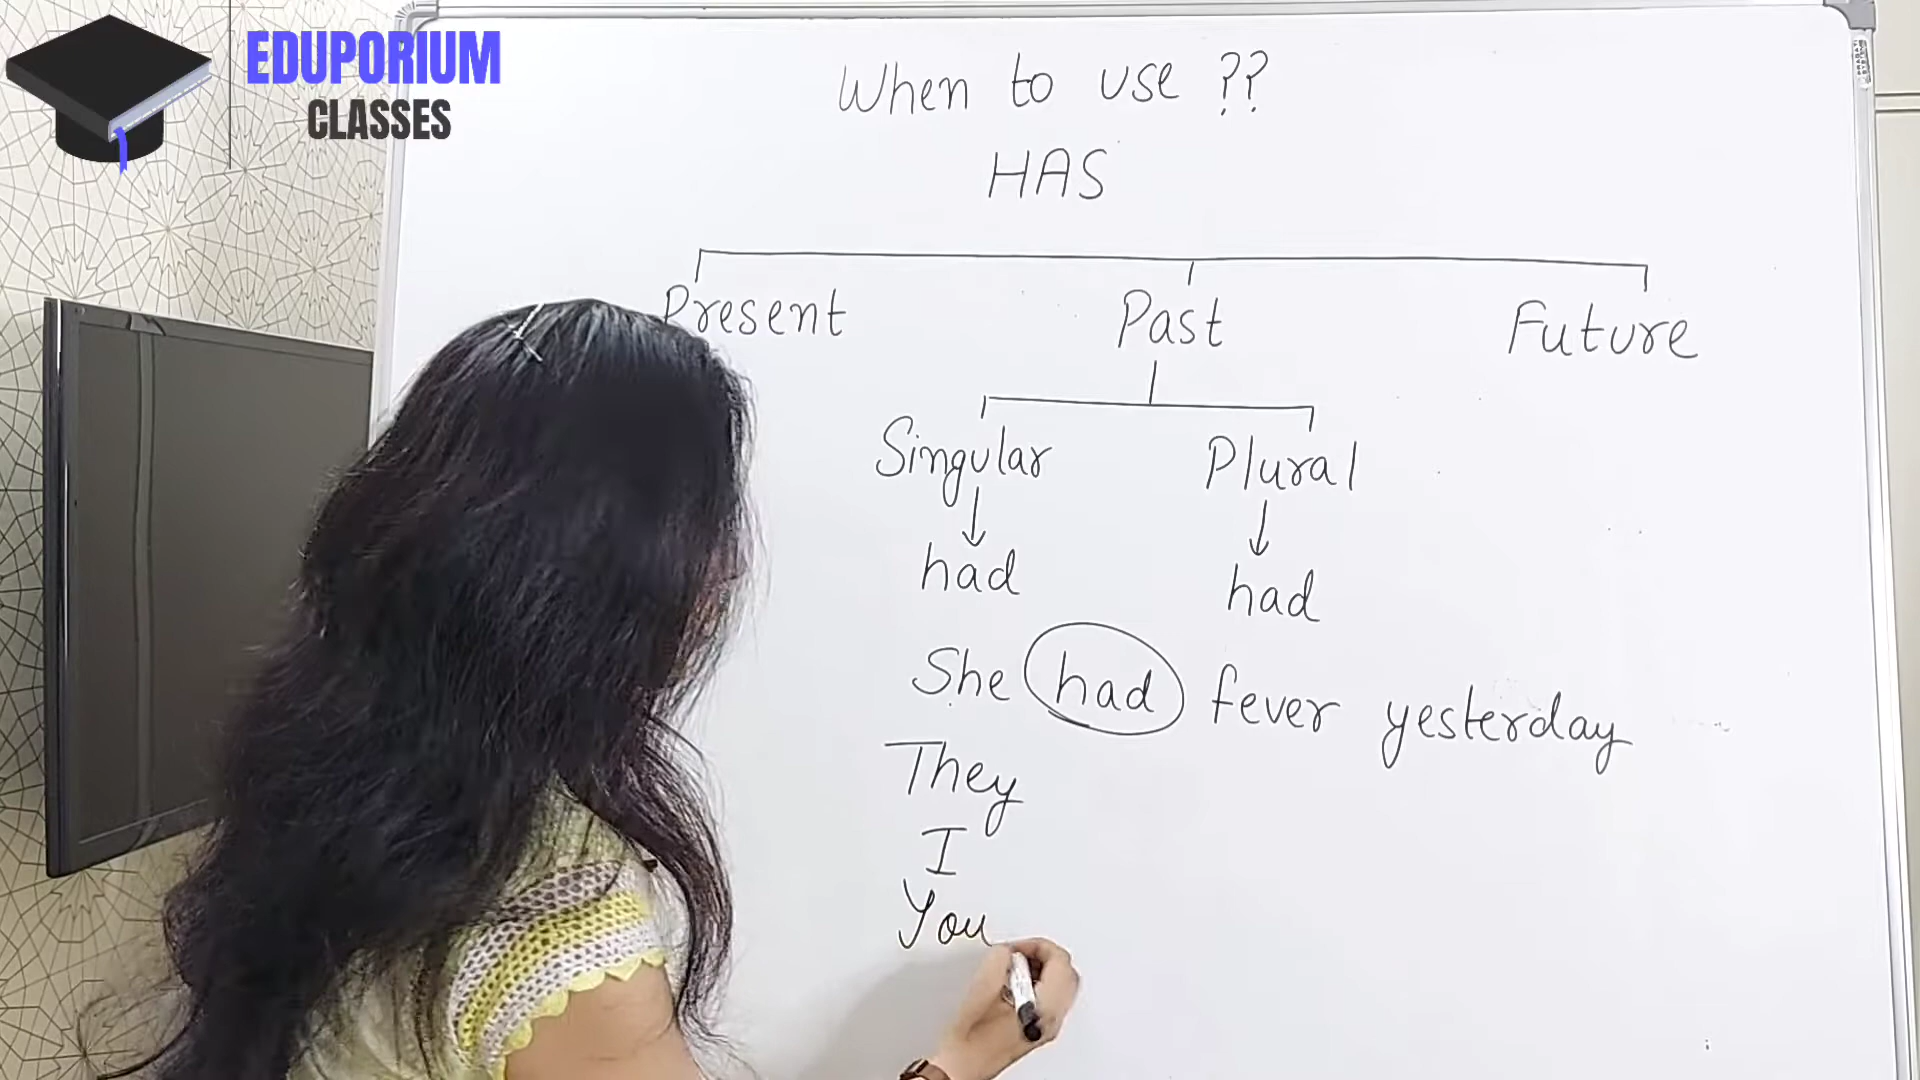 EDUPORIUM
CLASSES
When to use ??
HAS
Present Past Future
Singular Plural
had had
She had fever yesterday
They
I
You